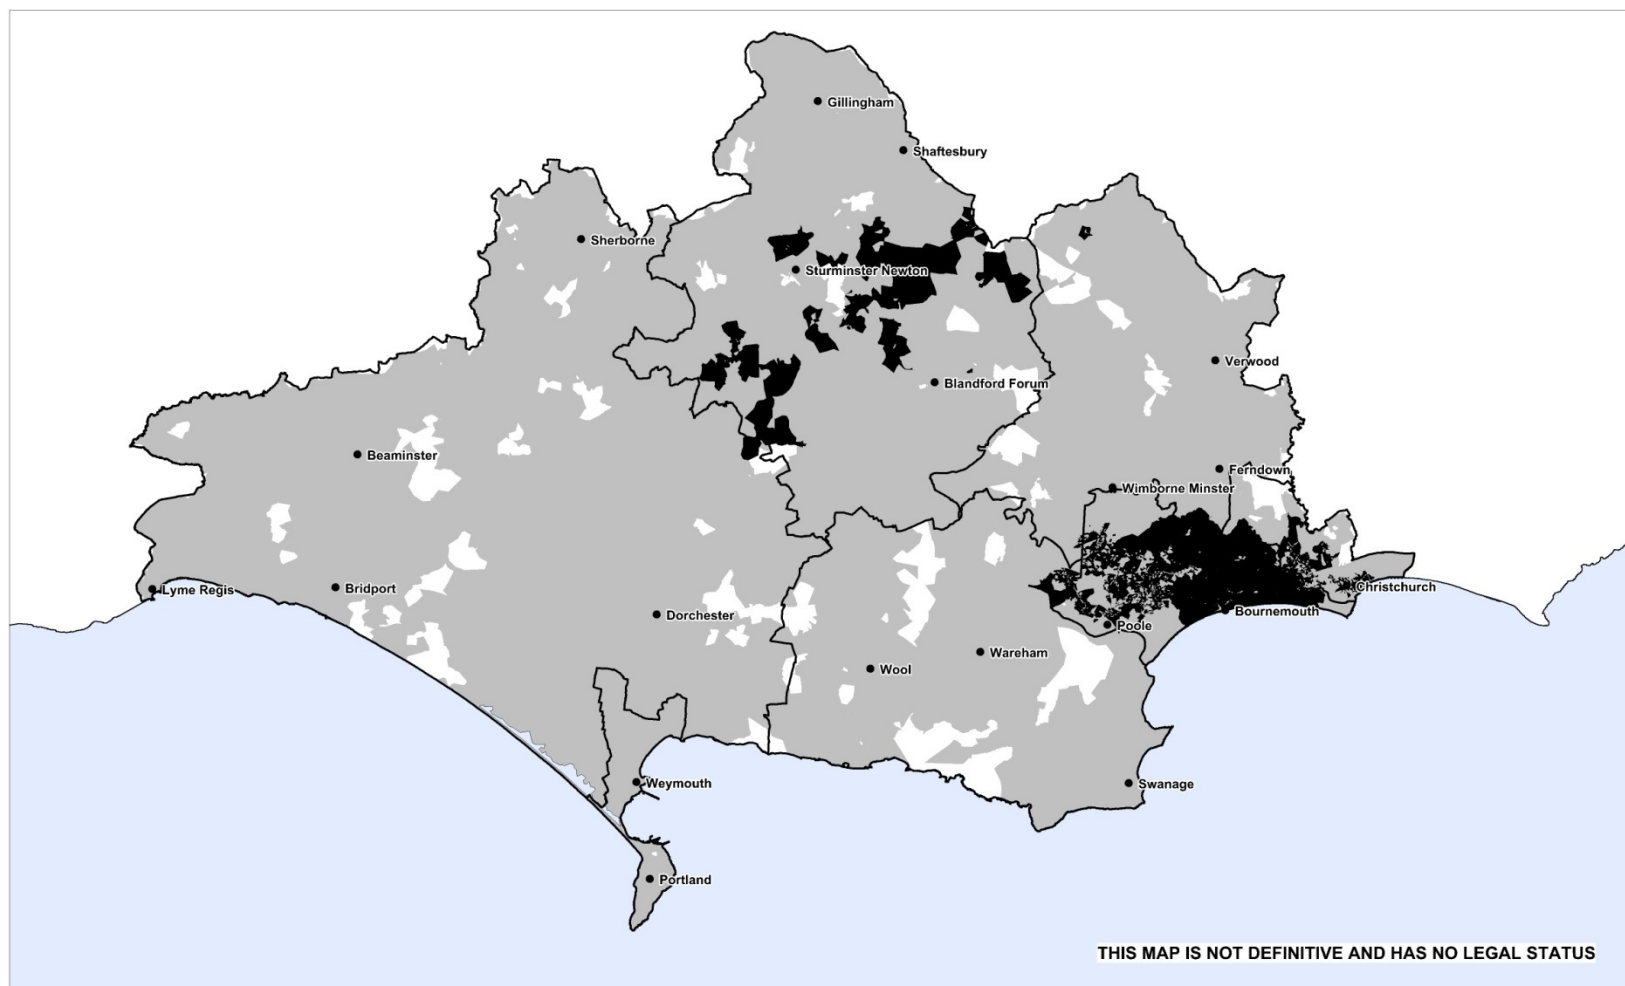 Gillingham
Shaftesbury
Sherborne
Sturminster Newton
Verwood
Blandford Forum
Beaminster
Ferndown
Wimborne Minster
Lyme Regis
Bridport
Christchurch
Dorchester
Bournemouth
Poole
Wareham
Wool
Weymouth
Swanage
Portland
THIS MAP IS NOT DEFINITIVE AND HAS NO LEGAL STATUS